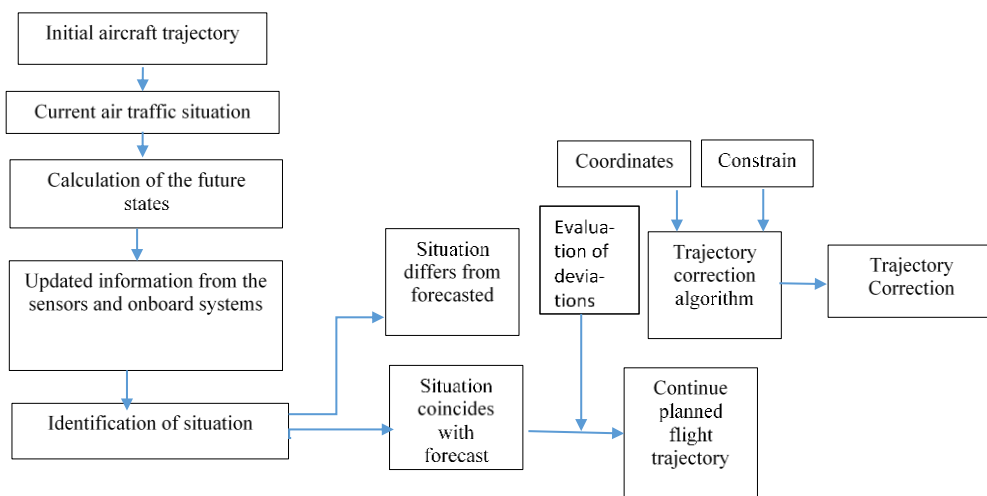 Initial aircraft trajectory
Current air traffic situation
Calculation of the future
states
Updated information from the
sensors and onboard systems
Identification of situation
Situation
differs from
forecasted
Situation
coincides
with
forecast
Evalua-
tion of
devia-
tions
Coordinates
Constrain
Trajectory
correction
algorithm
Trajectory
Correction
Continue
planned
flight
trajectory